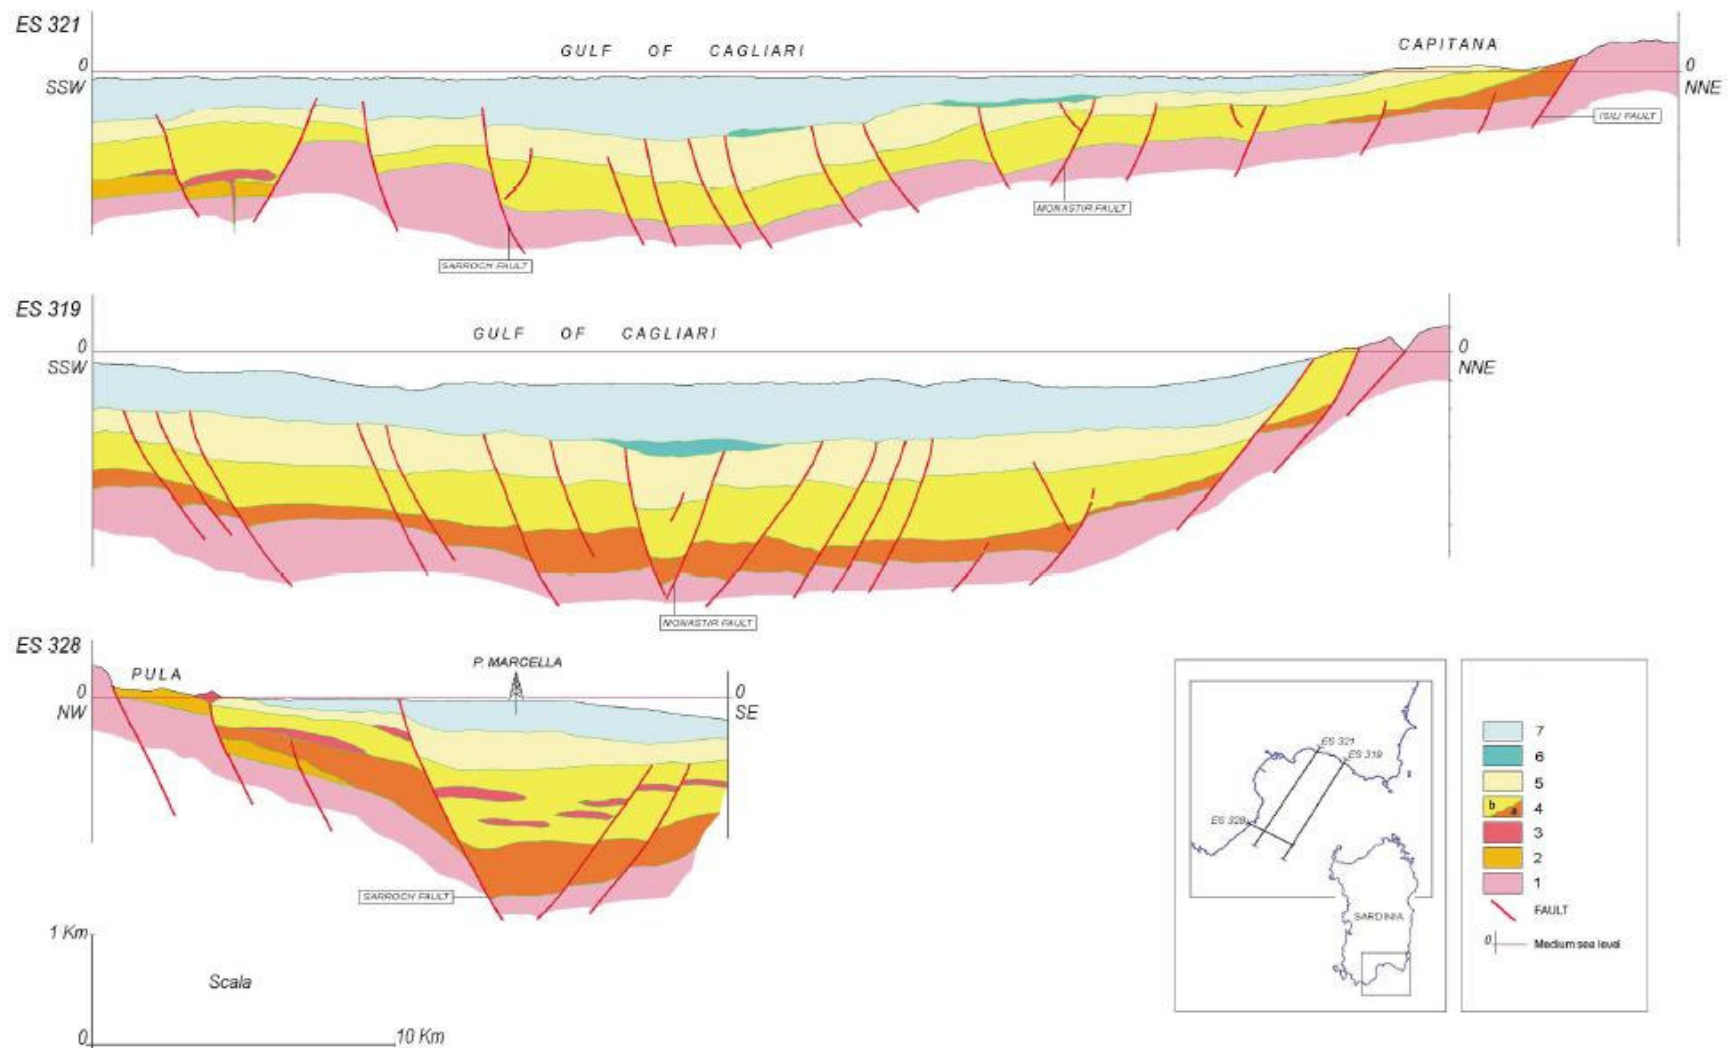 ES 321
GULF OF CAGLIARI
CAPITANA
0
0
SSW
NNE
ISILI FAULT
MONASTIR FAULT
SARROCH FAULT
ES 319
GULF OF CAGLIARI
0
0
SSW
NNE
MONASTIR FAULT
ES 328
PULA
P. MARCELLA
0
0
NW
SE
SARROCH FAULT
1 Km
Scala
0
10 Km
ES 321
ES 319
ES 328
SARDINIA
7
6
5
b a 4
3
2
1
FAULT
0 Medium sea level